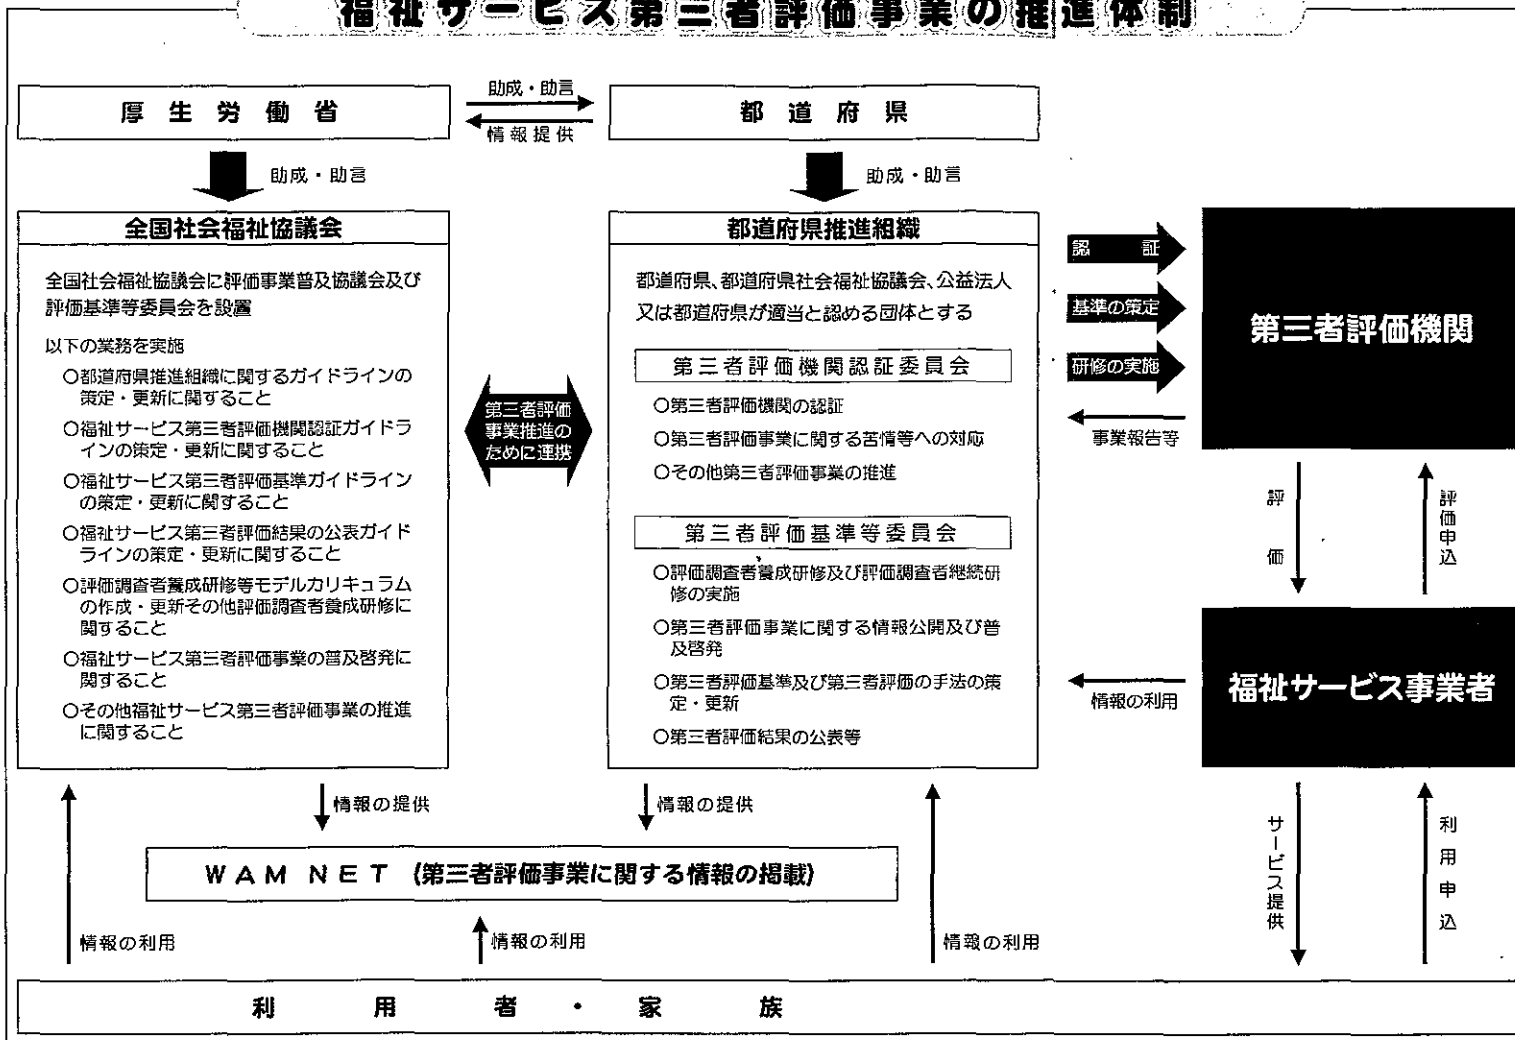 福祉サービス第三者評価事業の推進体制
厚生労働省
助成・助言
情報提供
都道府県
助成・助言
助成・助言
全国社会福祉協議会
全国社会福祉協議会に評価事業普及協議会及び
評価基準等委員会を設置
以下の業務を実施
○都道府県推進組織に関するガイドラインの
策定・更新に関すること
○福祉サービス第三者評価機関認証ガイドラ
インの策定・更新に関すること
○福祉サービス第三者評価基準ガイドライン
の策定・更新に関すること
○福祉サービス第三者評価結果の公表ガイド
ラインの策定・更新に関すること
○評価調査者養成研修等モデルカリキュラム
の作成・更新その他評価調査者養成研修に
関すること
○福祉サービス第三者評価事業の普及啓発に
関すること
○その他福祉サービス第三者評価事業の推進
に関すること
第三者評価
事業推進の
ために連携
都道府県推進組織
都道府県、都道府県社会福祉協議会、公益法人
又は都道府県が適当と認める団体とする
第三者評価機関認証委員会
○第三者評価機関の認証
○第三者評価事業に関する苦情等への対応
○その他第三者評価事業の推進
第三者評価基準等委員会
○評価調査者養成研修及び評価調査者継続研
修の実施
○第三者評価事業に関する情報公開及び普
及啓発
○第三者評価基準及び第三者評価の手法の策
定・更新
○第三者評価結果の公表等
認証
基準の策定
研修の実施
事業報告等
第三者評価機関
評価
評価申込
情報の利用
福祉サービス事業者
サービス提供
利用申込
情報の提供
情報の提供
WAM NET (第三者評価事業に関する情報の掲載)
情報の利用
情報の利用
情報の利用
利用者・家族